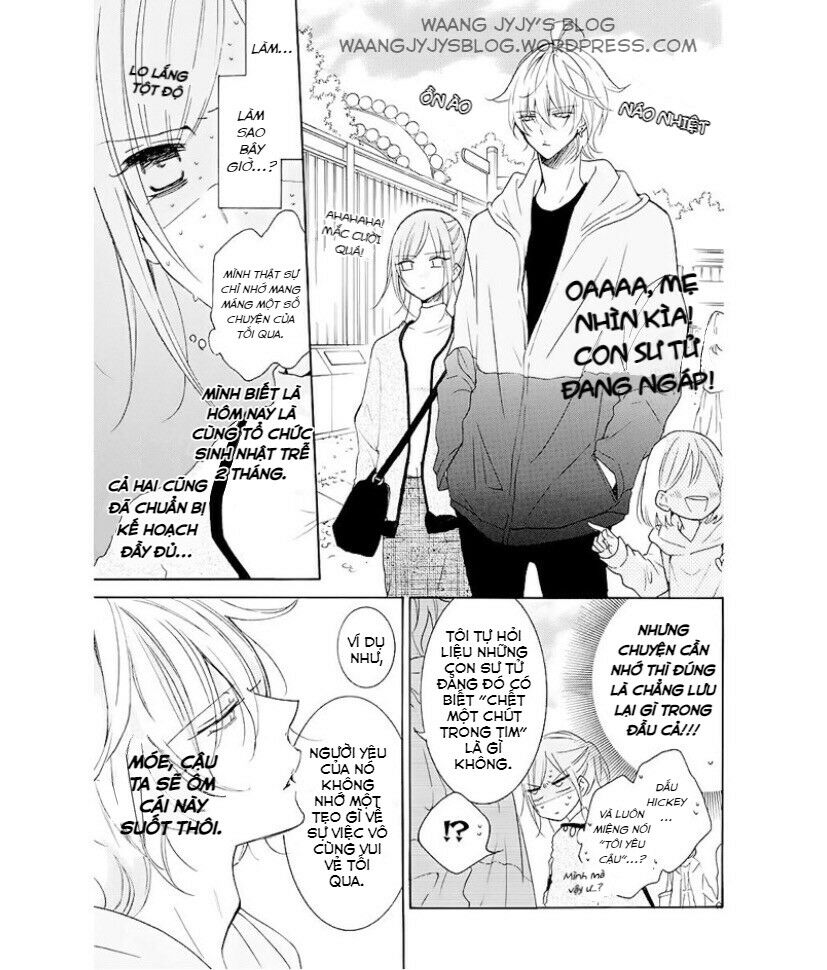 WAANG JYJY'S BLOG
WAANGJYJYSBLOG.WORDPRESS.COM
ỒN ÀO
NÁO NHIỆT
AHAHAHA!
MẮC CƯỜI
QUÁ!
OAAAA, MẸ
NHÌN KÌA!
CON SƯ TỬ
ĐANG NGÁP!
LÀM...
LÀM
SAO
BÂY
GIỜ...?
LO LẮNG
TỘT ĐỘ
MÌNH THẬT SỰ
CHỈ NHỚ MANG
MÁNG MỘT SỐ
CHUYỆN CỦA
TỐI QUA.
MÌNH BIẾT LÀ
HÔM NAY LÀ
CÙNG TỔ CHỨC
SINH NHẬT TRỄ
2 THÁNG.
CẢ HAI CŨNG
ĐÃ CHUẨN BỊ
KẾ HOẠCH
ĐẦY ĐỦ...
NHƯNG
CHUYỆN CẦN
NHỚ THÌ ĐÚNG
LÀ CHẲNG LƯU
LẠI GÌ TRONG
ĐẦU CẢ!!!
DẤU
HICKEY
...
VÀ LUÔN
MIỆNG NÓI
"TÔI YÊU
CẬU"...?
Mình mà
vậy ư...?
TÔI TỰ HỎI
LIỆU NHỮNG
CON SƯ TỬ
ĐẰNG ĐÓ CÓ
BIẾT "CHẾT
MỘT CHÚT
TRONG TIM"
LÀ GÌ
KHÔNG.
!?
VÍ DỤ
NHƯ,
NGƯỜI YÊU
CỦA NÓ
KHÔNG
NHỚ MỘT
TẸO GÌ VỀ
SỰ VIỆC VÔ
CÙNG VUI
VẺ TỐI
QUA.
MÓE, CẬU
TA SẼ ÔM
CÁI NÀY
SUỐT THÔI.